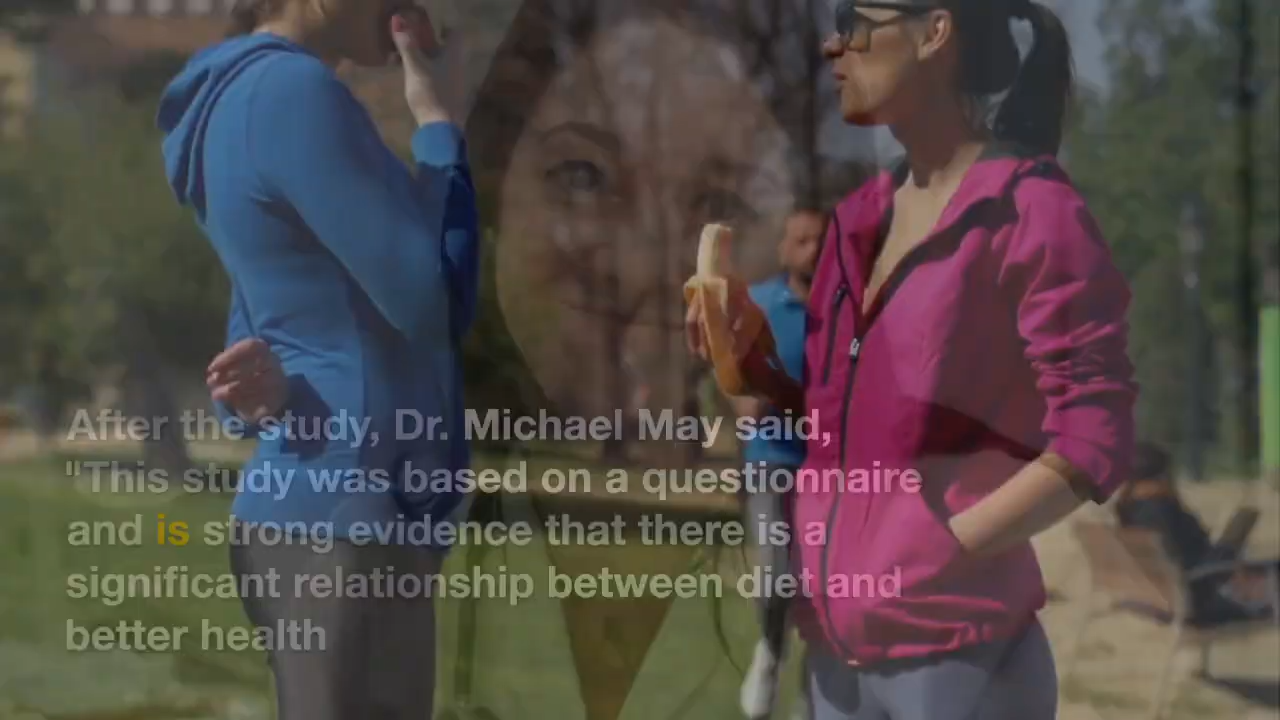 After the study, Dr. Michael May said,
"This study was based on a questionnaire
and is strong evidence that there is a
significant relationship between diet and
better health